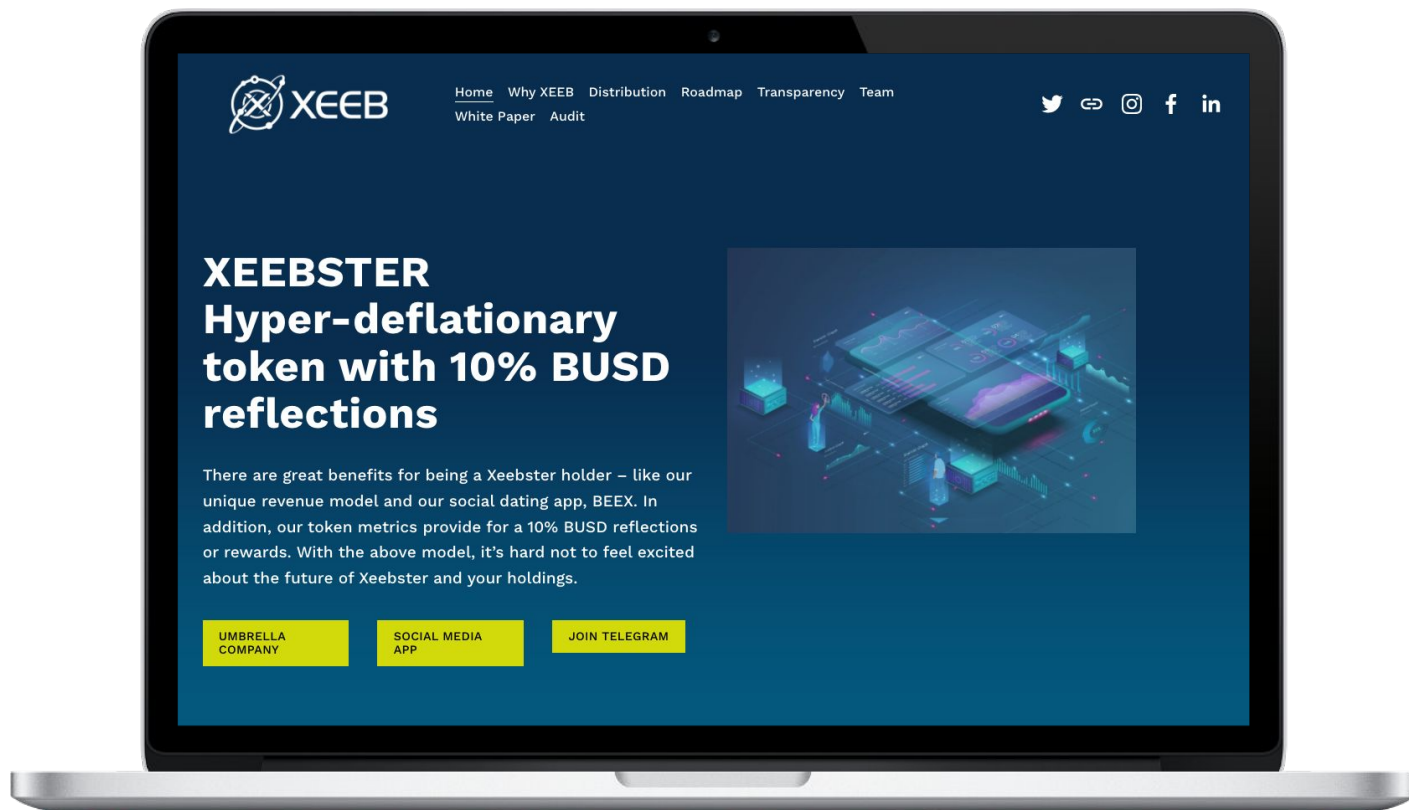 XEEB
Home Why XEEB Distribution Roadmap Transparency Team
White Paper Audit
XEEBSTER
Hyper-deflationary
token with 10% BUSD
reflections
There are great benefits for being a Xeebster holder – like our
unique revenue model and our social dating app, BEEX. In
addition, our token metrics provide for a 10% BUSD reflections
or rewards. With the above model, it’s hard not to feel excited
about the future of Xeebster and your holdings.
UMBRELLA
COMPANY
SOCIAL MEDIA
APP
JOIN TELEGRAM